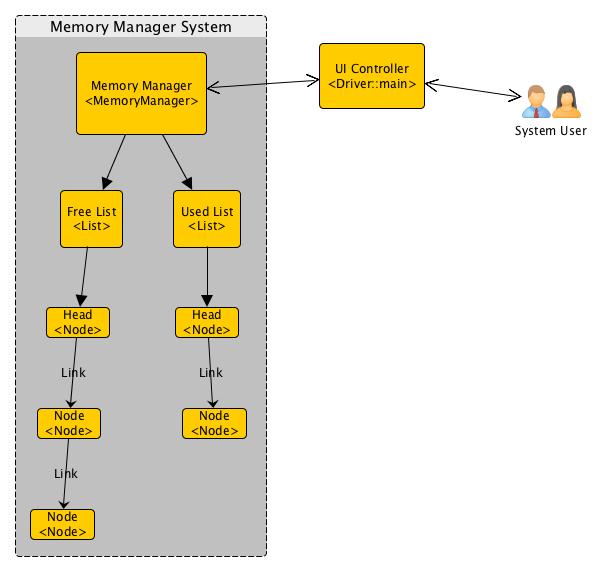 Memory Manager System
Memory Manager
<MemoryManager>
UI Controller
<Driver::main>
System User
Free List
<List>
Used List
<List>
Head
<Node>
Head
<Node>
Link
Link
Node
<Node>
Node
<Node>
Link
Node
<Node>